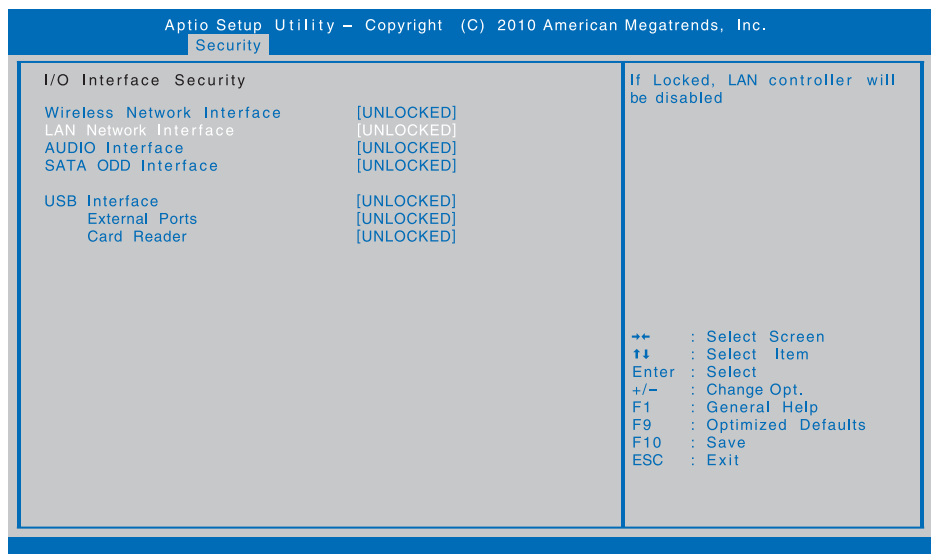 Aptio Setup Utility – Copyright (C) 2010 American Megatrends, Inc.
Security
I/O Interface Security
Wireless Network Interface [UNLOCKED]
LAN Network Interface [UNLOCKED]
AUDIO Interface [UNLOCKED]
SATA ODD Interface [UNLOCKED]
USB Interface [UNLOCKED]
External Ports [UNLOCKED]
Card Reader [UNLOCKED]
If Locked, LAN controller will
be disabled
→← : Select Screen
↑↓ : Select Item
Enter : Select
+/– : Change Opt.
F1 : General Help
F9 : Optimized Defaults
F10 : Save
ESC : Exit